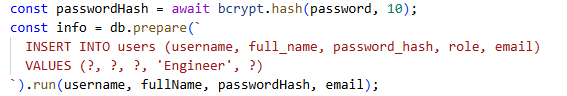 const passwordHash = await bcrypt.hash(password, 10);
const info = db.prepare(`
INSERT INTO users (username, full_name, password_hash, role, email)
VALUES (?, ?, ?, 'Engineer', ?)
`).run(username, fullName, passwordHash, email);